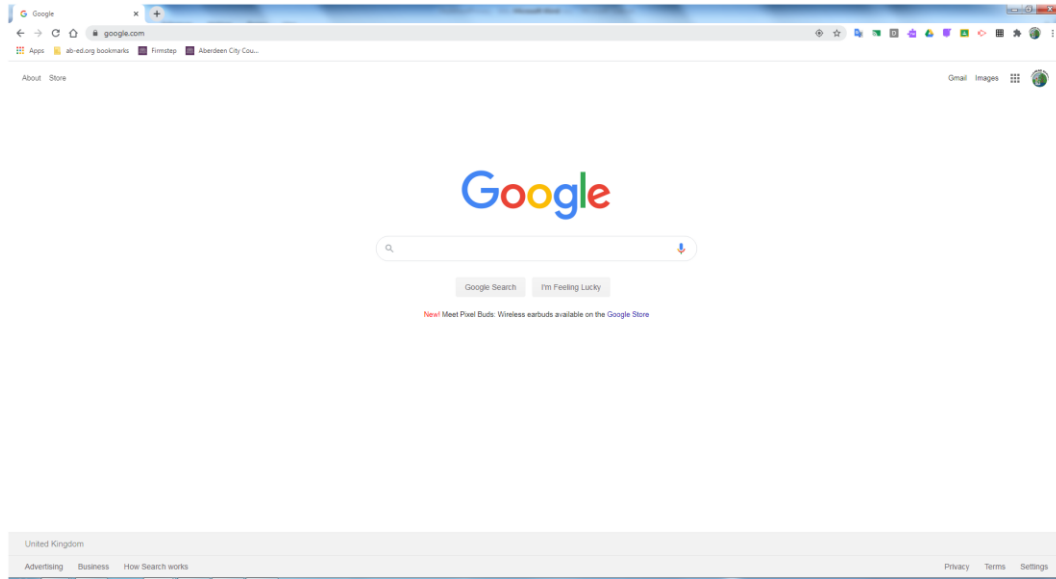 Google
google.com
Apps ab-ed.org bookmarks Firmstep Aberdeen City Cou...
About Store Gmail Images
Google
Google Search I'm Feeling Lucky
New! Meet Pixel Buds: Wireless earbuds available on the Google Store
United Kingdom
Advertising Business How Search works Privacy Terms Settings